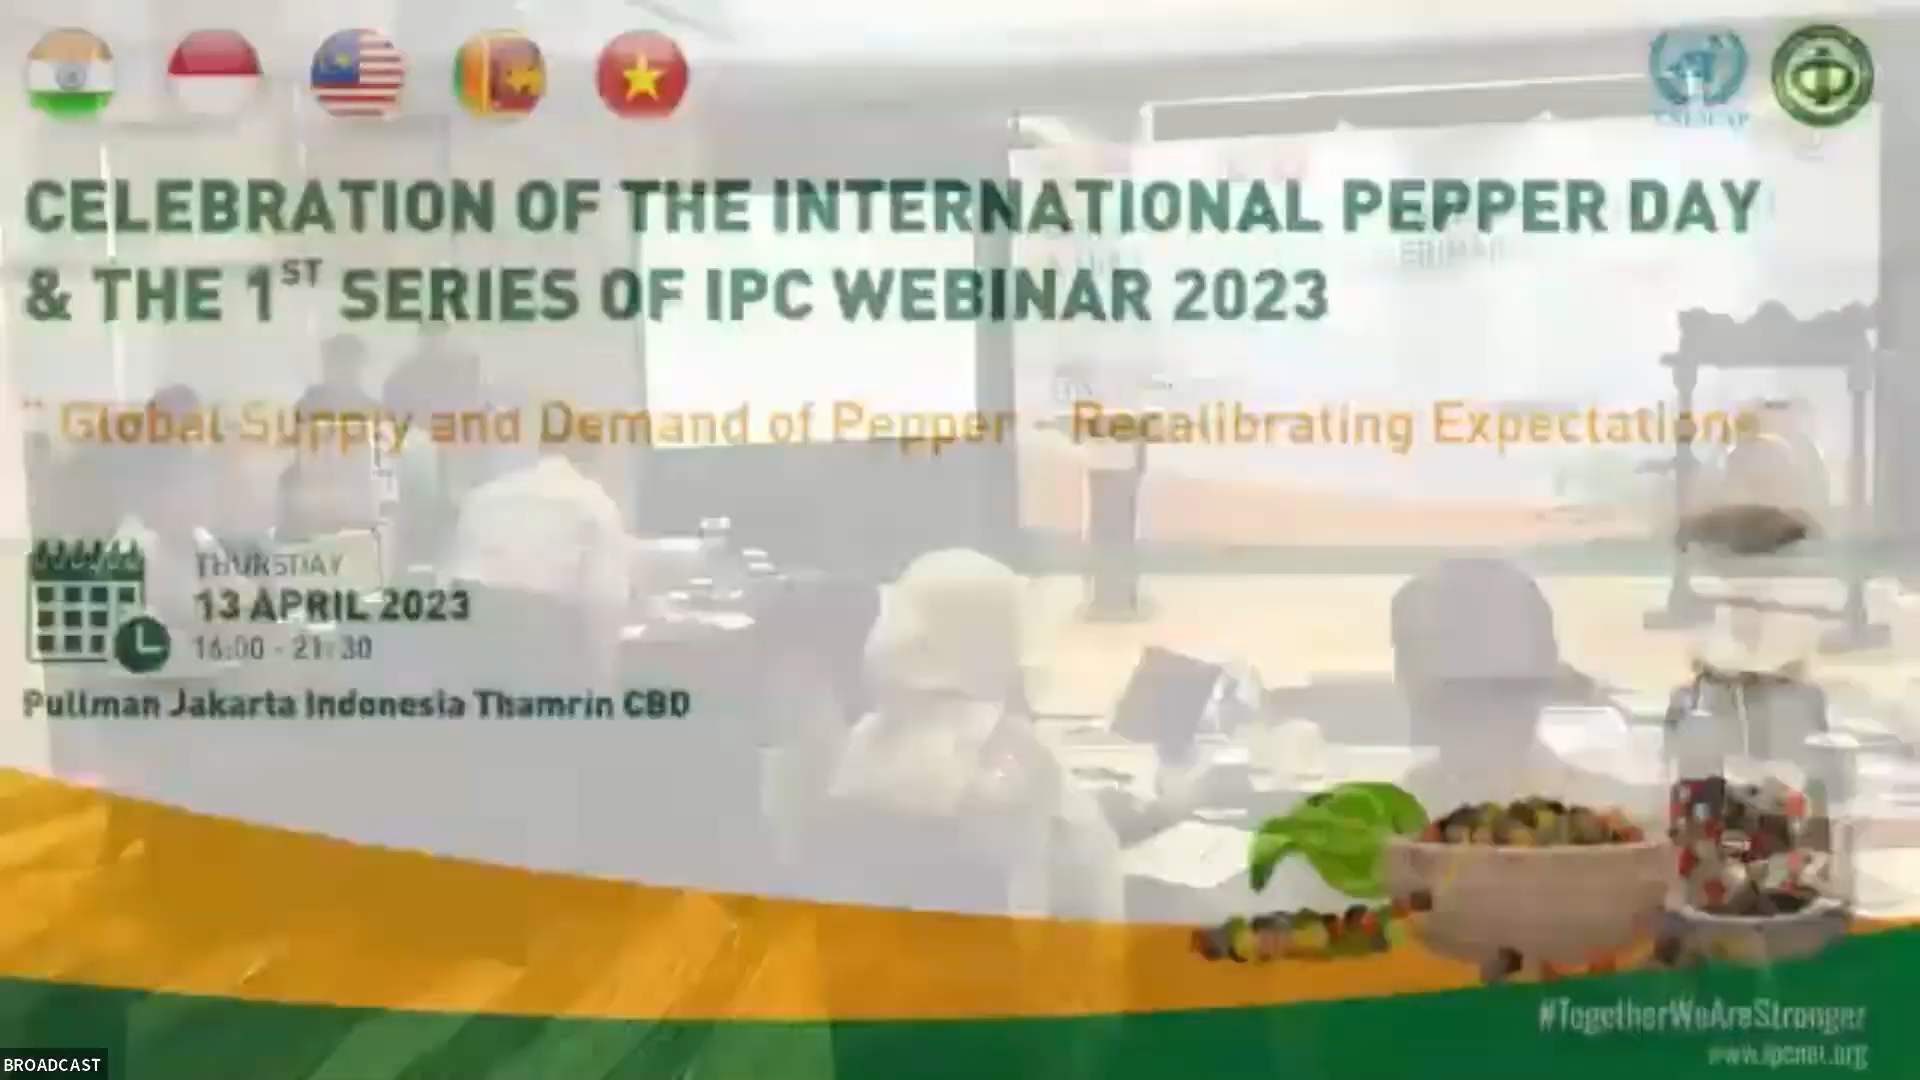 CELEBRATION OF THE INTERNATIONAL PEPPER DAY
& THE 1ST SERIES OF IPC WEBINAR 2023
" Global Supply and Demand of Pepper - Recalibrating Expectations"
THURSDAY
13 APRIL 2023
16:00 - 21:30
Pullman Jakarta Indonesia Thamrin CBD
#TogetherWeAreStronger
www.ipcnet.org
BROADCAST